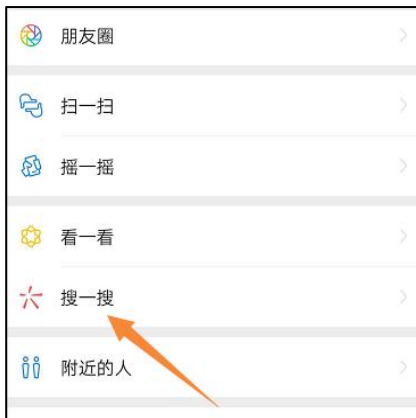 朋友圈
扫一扫
摇一摇
看一看
搜一搜
附近的人